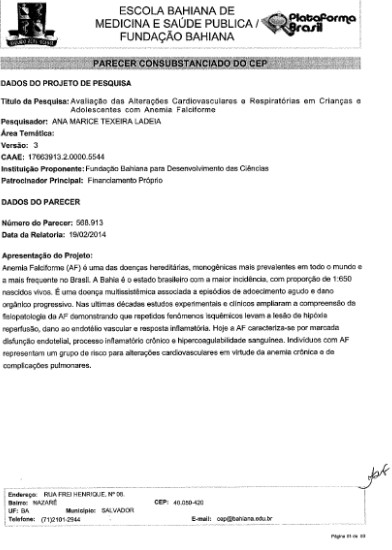 ESCOLA BAHIANA DE
MEDICINA E SAÚDE PUBLICA /
FUNDAÇÃO BAHIANA
Plataforma
Brasil
PARECER CONSUBSTANCIADO DO CEP
DADOS DO PROJETO DE PESQUISA
Título da Pesquisa: Avaliação das Alterações Cardiovasculares e Respiratórias em Crianças e
Adolescentes com Anemia Falciforme
Pesquisador: ANA MARICE TEXEIRA LADEIA
Área Temática:
Versão: 3
CAAE: 17663913.2.0000.5544
Instituição Proponente: Fundação Bahiana para Desenvolvimento das Ciências
Patrocinador Principal: Financiamento Próprio
DADOS DO PARECER
Número do Parecer: 568.913
Data da Relatoria: 19/02/2014
Apresentação do Projeto:
Anemia Falciforme (AF) é uma das doenças hereditárias, monogênicas mais prevalentes em todo o mundo e
a mais frequente no Brasil. A Bahia é o estado brasileiro com a maior incidência, com proporção de 1:650
nascidos vivos. É uma doença multissistêmica associada a episódios de adoecimento agudo e dano
orgânico progressivo. Nas ultimas décadas estudos experimentais e clínicos ampliaram a compreensão da
fisiopatologia da AF demonstrando que repetidos fenômenos isquêmicos levam a lesão de hipóxia
reperfusão, dano ao endotélio vascular e resposta inflamatória. Hoje a AF caracteriza-se por marcada
disfunção endotelial, processo inflamatório crônico e hipercoagulabilidade sanguínea. Indivíduos com AF
representam um grupo de risco para alterações cardiovasculares em virtude da anemia crônica e de
complicações pulmonares.
Endereço: RUA FREI HENRIQUE, Nº 08.
Bairro: NAZARÉ CEP: 40.050-420
UF: BA Município: SALVADOR
Telefone: (71)2101-2944 E-mail: cep@bahiana.edu.br
Página 01 de 03